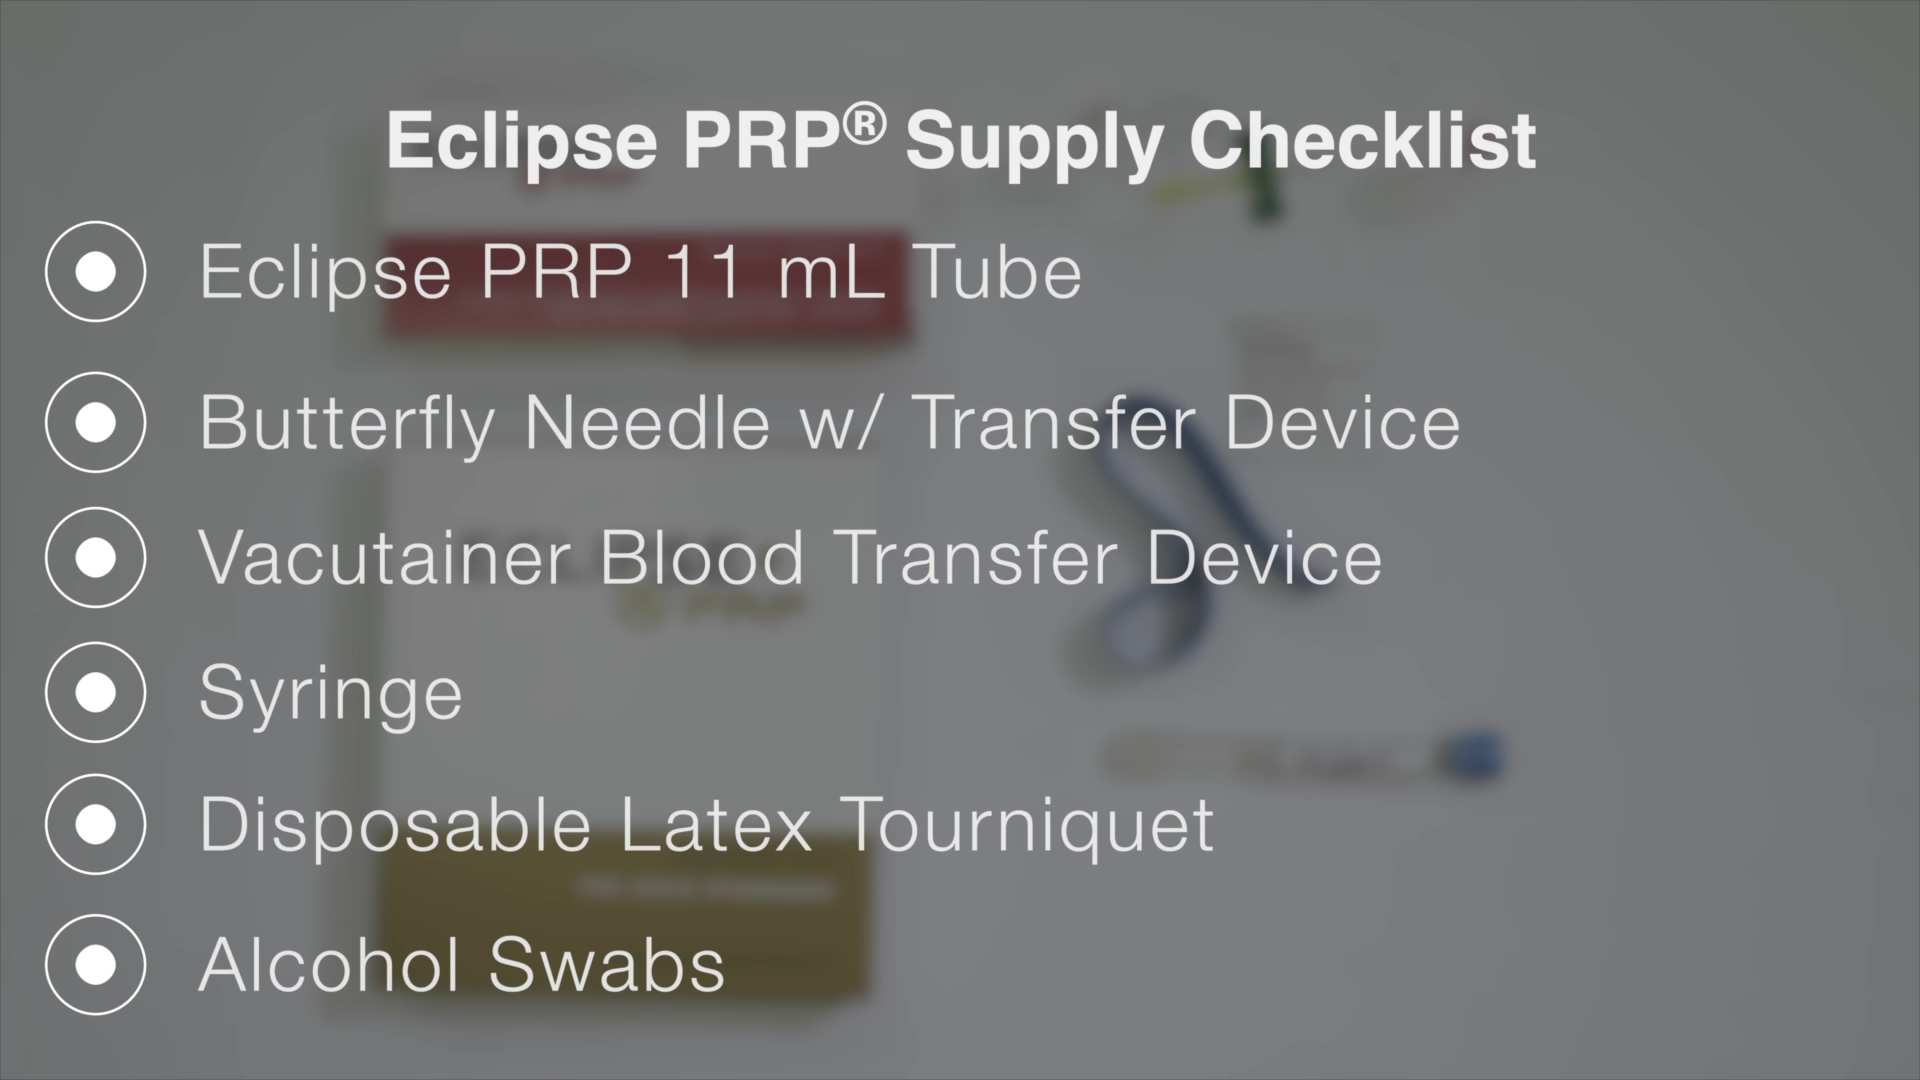 Eclipse PRP® Supply Checklist
Eclipse PRP 11 mL Tube
Butterfly Needle w/ Transfer Device
Vacutainer Blood Transfer Device
Syringe
Disposable Latex Tourniquet
Alcohol Swabs